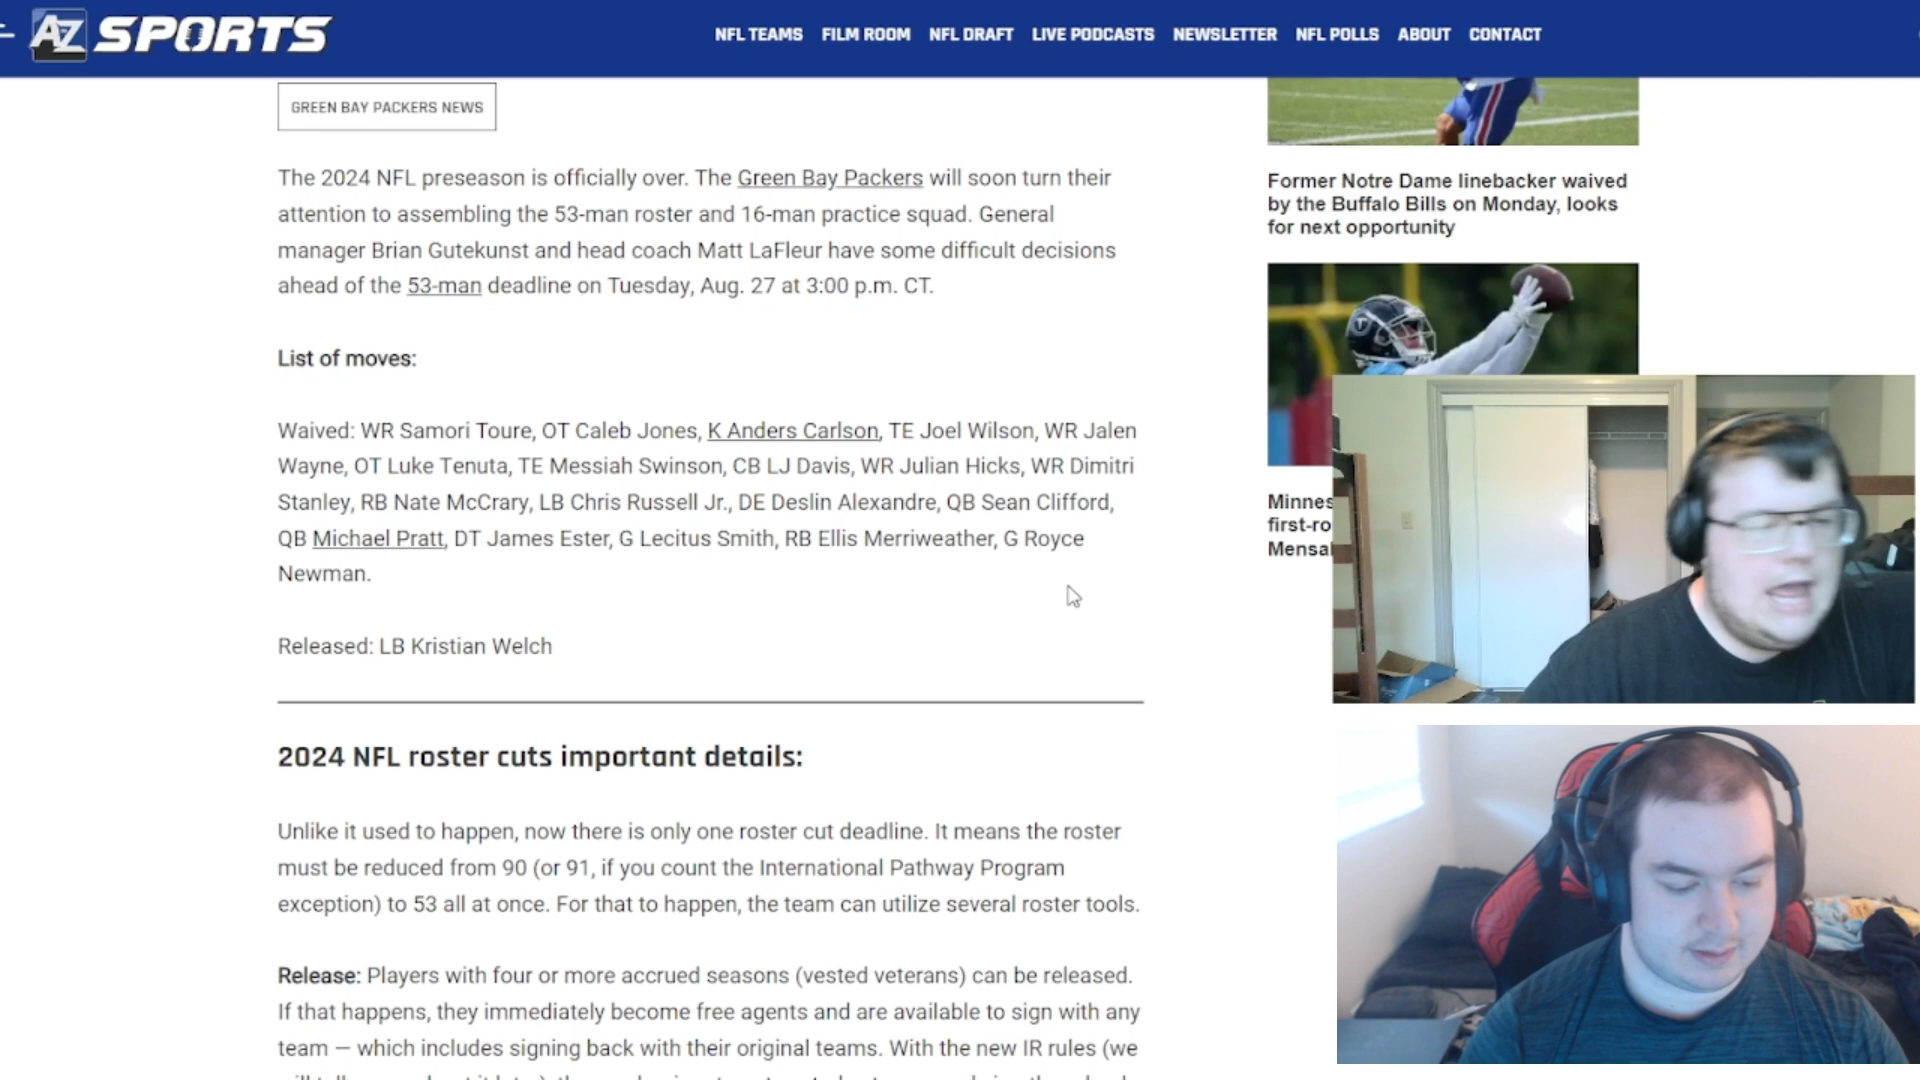 AZ SPORTS
NFL TEAMS FILM ROOM NFL DRAFT LIVE PODCASTS NEWSLETTER NFL POLLS ABOUT CONTACT
GREEN BAY PACKERS NEWS
The 2024 NFL preseason is officially over. The Green Bay Packers will soon turn their
attention to assembling the 53-man roster and 16-man practice squad. General
manager Brian Gutekunst and head coach Matt LaFleur have some difficult decisions
ahead of the 53-man deadline on Tuesday, Aug. 27 at 3:00 p.m. CT.
List of moves:
Waived: WR Samori Toure, OT Caleb Jones, K Anders Carlson, TE Joel Wilson, WR Jalen
Wayne, OT Luke Tenuta, TE Messiah Swinson, CB LJ Davis, WR Julian Hicks, WR Dimitri
Stanley, RB Nate McCrary, LB Chris Russell Jr., DE Deslin Alexandre, QB Sean Clifford,
QB Michael Pratt, DT James Ester, G Lecitus Smith, RB Ellis Merriweather, G Royce
Newman.
Released: LB Kristian Welch
2024 NFL roster cuts important details:
Unlike it used to happen, now there is only one roster cut deadline. It means the roster
must be reduced from 90 (or 91, if you count the International Pathway Program
exception) to 53 all at once. For that to happen, the team can utilize several roster tools.
Release: Players with four or more accrued seasons (vested veterans) can be released.
If that happens, they immediately become free agents and are available to sign with any
team — which includes signing back with their original teams. With the new IR rules (we
Former Notre Dame linebacker waived
by the Buffalo Bills on Monday, looks
for next opportunity
Minnes
first-ro
Mensa